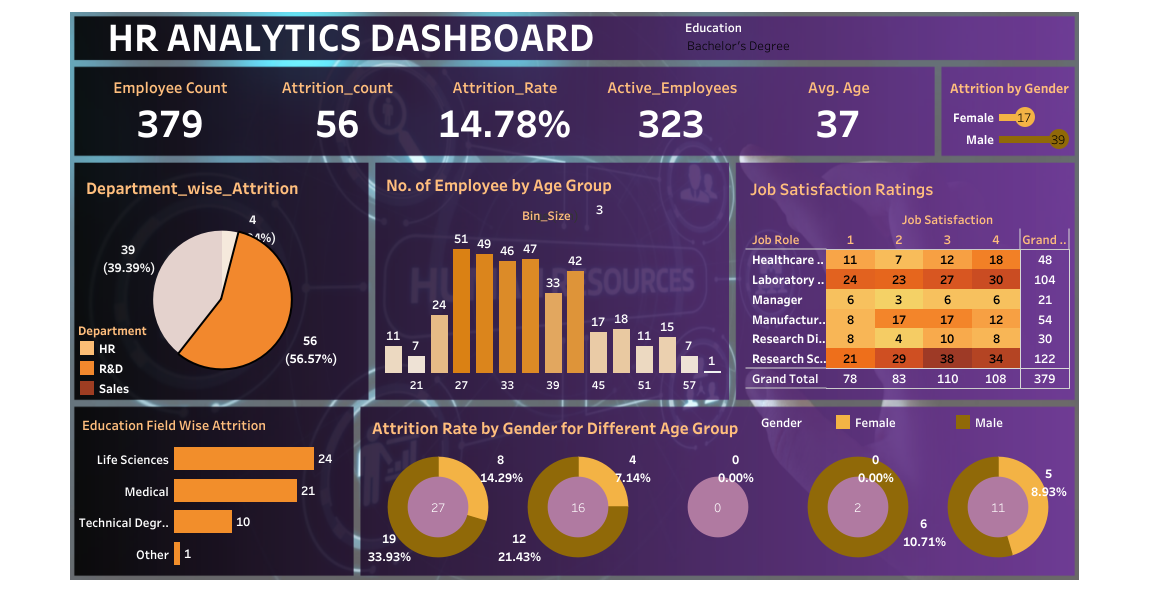 HR ANALYTICS DASHBOARD
Education
Bachelor's Degree
Employee Count
379
Attrition_count
56
Attrition_Rate
14.78%
Active_Employees
323
Avg. Age
37
Attrition by Gender
Female 17
Male 39
Department_wise_Attrition
4
39
(39.39%)
56
(56.57%)
Department
HR
R&D
Sales
No. of Employee by Age Group
Bin_Size 3
11 7 24 51 49 46 47 33 42 17 18 11 15 7 1
21 27 33 39 45 51 57
Job Satisfaction Ratings
Job Satisfaction
Job Role 1 2 3 4 Grand ..
Healthcare .. 11 7 12 18 48
Laboratory .. 24 23 27 30 104
Manager 6 3 6 6 21
Manufactur.. 8 17 17 12 54
Research Di.. 8 4 10 8 30
Research Sc.. 21 29 38 34 122
Grand Total 78 83 110 108 379
Education Field Wise Attrition
Life Sciences 24
Medical 21
Technical Degr.. 10
Other 1
Attrition Rate by Gender for Different Age Group
Gender Female Male
8
14.29%
27
19
33.93%
4
7.14%
16
12
21.43%
0
0.00%
0
0
0.00%
2
5
8.93%
11
6
10.71%